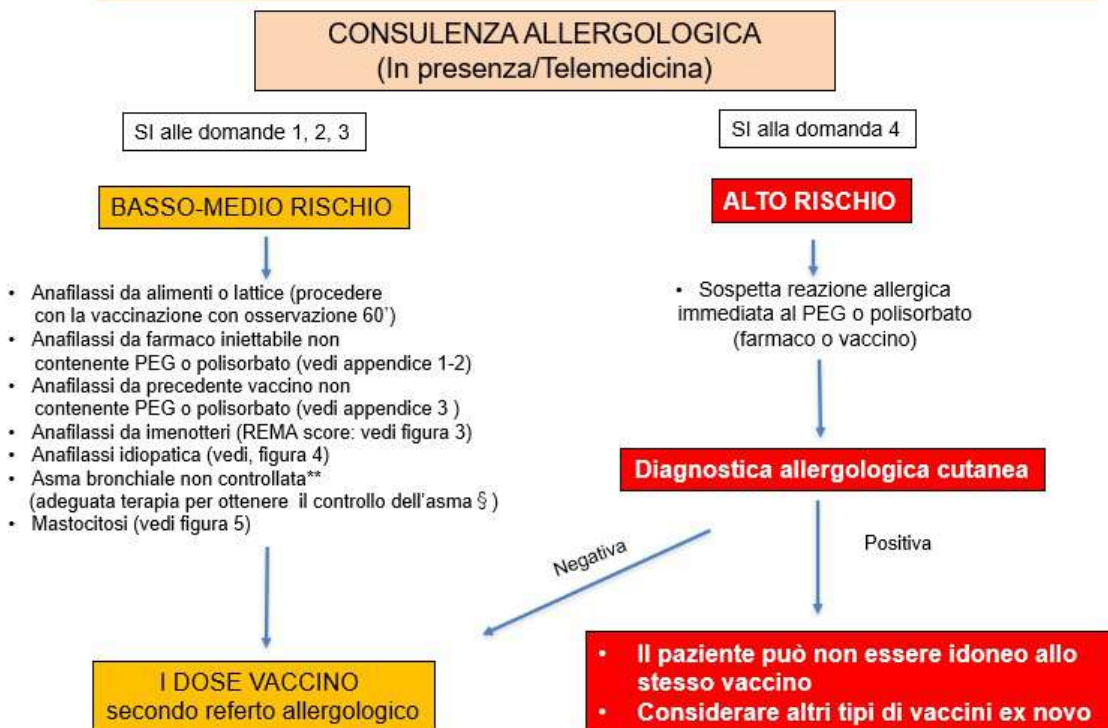 CONSULENZA ALLERGOLOGICA
(In presenza/Telemedicina)
SI alle domande 1, 2, 3
SI alla domanda 4
BASSO-MEDIO RISCHIO
ALTO RISCHIO
• Anafilassi da alimenti o lattice (procedere
con la vaccinazione con osservazione 60’)
• Anafilassi da farmaco iniettabile non
contenente PEG o polisorbato (vedi appendice 1-2)
• Anafilassi da precedente vaccino non
contenente PEG o polisorbato (vedi appendice 3 )
• Anafilassi da imenotteri (REMA score: vedi figura 3)
• Anafilassi idiopatica (vedi, figura 4)
• Asma bronchiale non controllata**
(adeguata terapia per ottenere il controllo dell’asma § )
• Mastocitosi (vedi figura 5)
• Sospetta reazione allergica
immediata al PEG o polisorbato
(farmaco o vaccino)
Diagnostica allergologica cutanea
Negativa
Positiva
I DOSE VACCINO
secondo referto allergologico
• Il paziente può non essere idoneo allo
stesso vaccino
• Considerare altri tipi di vaccini ex novo